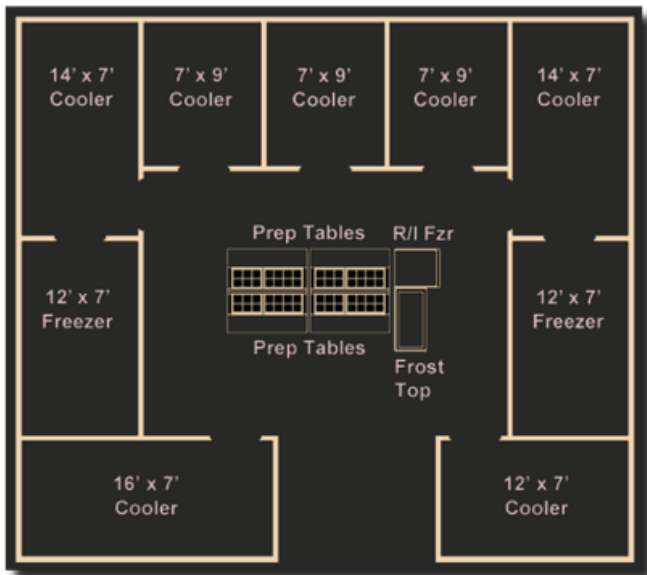 14' x 7'
Cooler
7' x 9'
Cooler
7' x 9'
Cooler
7' x 9'
Cooler
14' x 7'
Cooler
Prep Tables
R/I Fzr
12' x 7'
Freezer
12' x 7'
Freezer
Prep Tables
Frost
Top
16' x 7'
Cooler
12' x 7'
Cooler